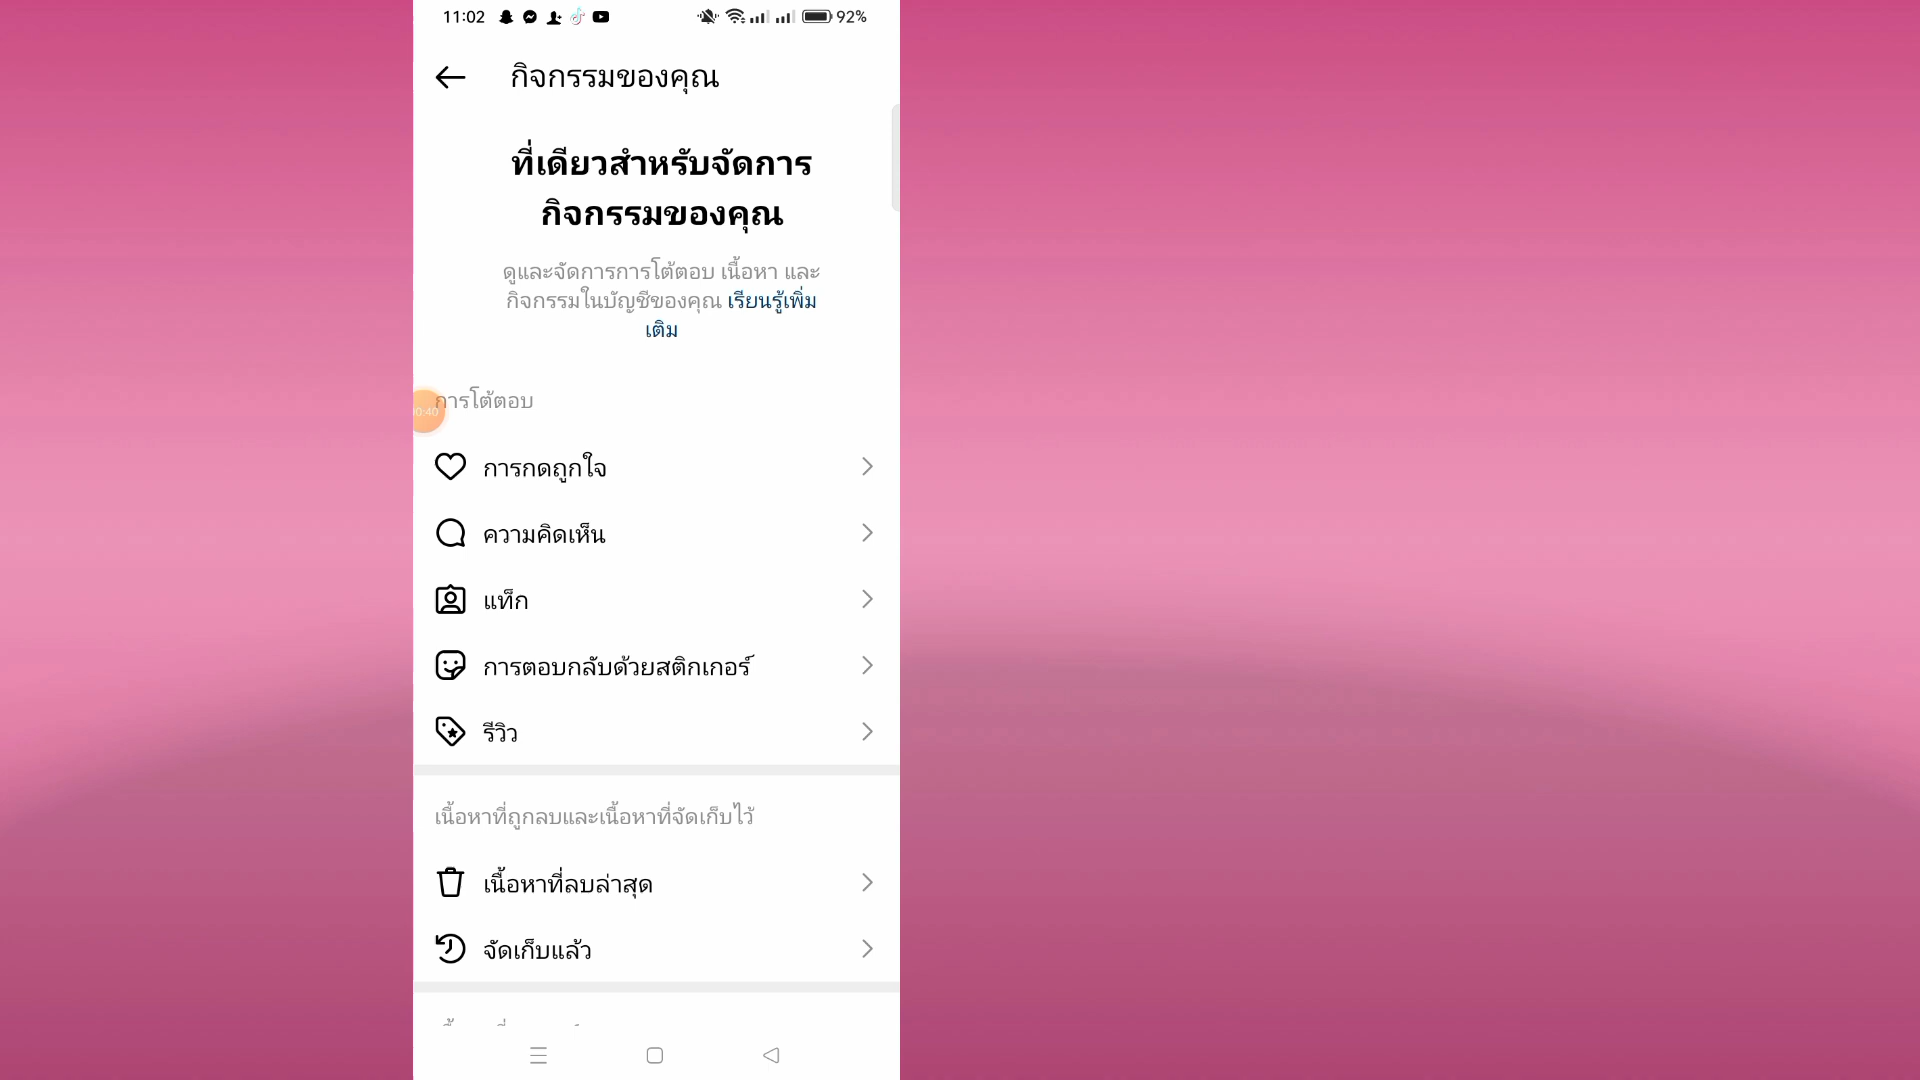 11:02 92%
กิจกรรมของคุณ
ที่เดียวสำหรับจัดการ
กิจกรรมของคุณ
ดูและจัดการการโต้ตอบ เนื้อหา และ
กิจกรรมในบัญชีของคุณ เรียนรู้เพิ่ม
เติม
การโต้ตอบ
0:40
การกดถูกใจ
ความคิดเห็น
แท็ก
การตอบกลับด้วยสติกเกอร์
รีวิว
เนื้อหาที่ถูกลบและเนื้อหาที่จัดเก็บไว้
เนื้อหาที่ลบล่าสุด
จัดเก็บแล้ว